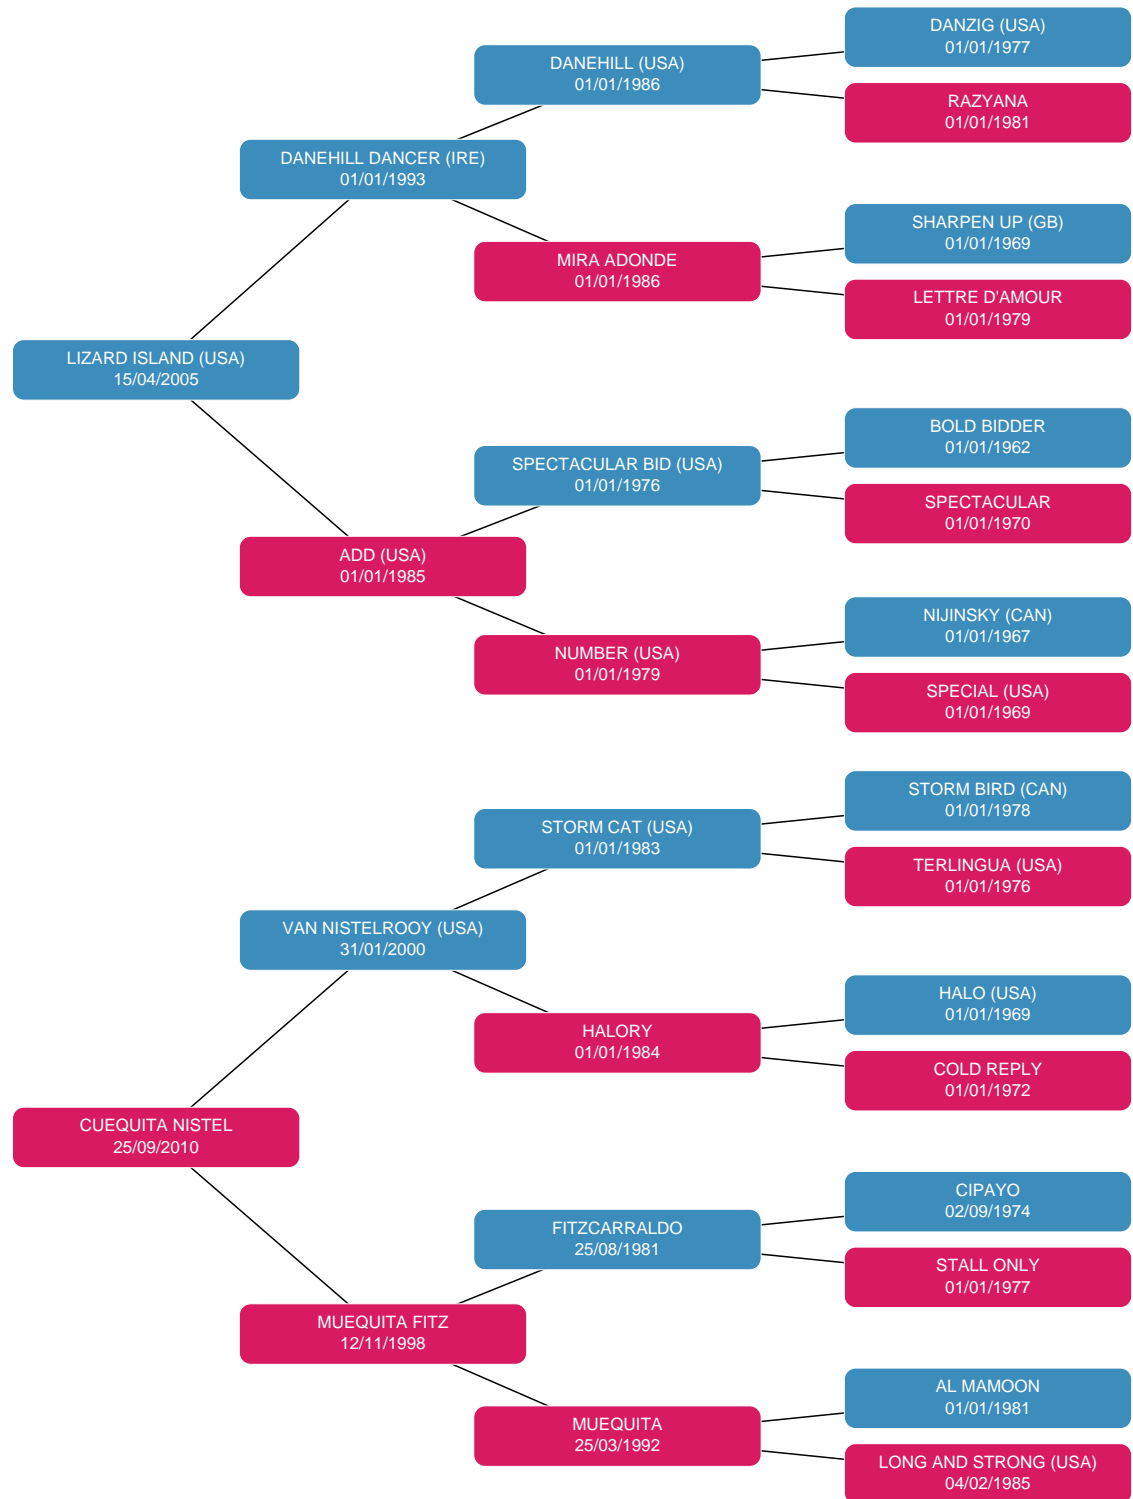 DANZIG (USA)
01/01/1977
DANEHILL (USA)
01/01/1986
RAZYANA
01/01/1981
DANEHILL DANCER (IRE)
01/01/1993
SHARPEN UP (GB)
01/01/1969
MIRA ADONDE
01/01/1986
LETTRE D'AMOUR
01/01/1979
LIZARD ISLAND (USA)
15/04/2005
BOLD BIDDER
01/01/1962
SPECTACULAR BID (USA)
01/01/1976
SPECTACULAR
01/01/1970
ADD (USA)
01/01/1985
NIJINSKY (CAN)
01/01/1967
NUMBER (USA)
01/01/1979
SPECIAL (USA)
01/01/1969
STORM BIRD (CAN)
01/01/1978
STORM CAT (USA)
01/01/1983
TERLINGUA (USA)
01/01/1976
VAN NISTELROOY (USA)
31/01/2000
HALO (USA)
01/01/1969
HALORY
01/01/1984
COLD REPLY
01/01/1972
CUEQUITA NISTEL
25/09/2010
CIPAYO
02/09/1974
FITZCARRALDO
25/08/1981
STALL ONLY
01/01/1977
MUEQUITA FITZ
12/11/1998
AL MAMOON
01/01/1981
MUEQUITA
25/03/1992
LONG AND STRONG (USA)
04/02/1985